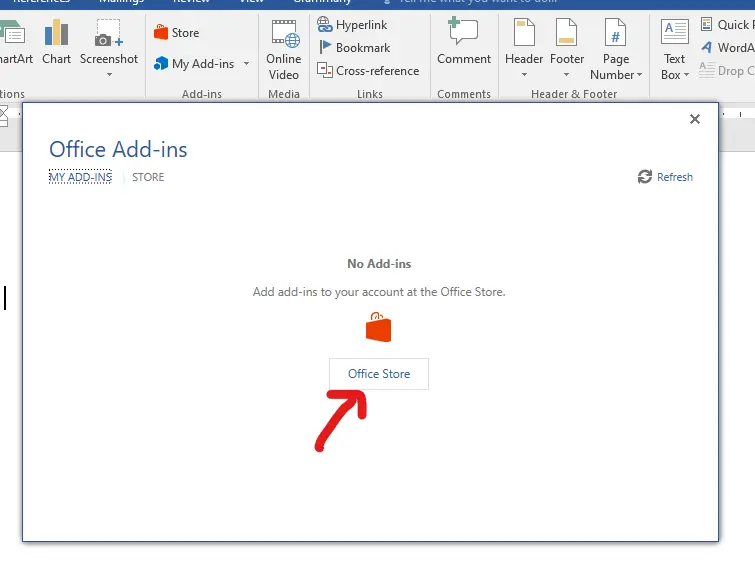 References Mailings Review View Grammarly Tell me what you want to do...
Store
My Add-ins
Add-ins
Chart
Screenshot
Online
Video
Media
Hyperlink
Bookmark
Cross-reference
Links
Comment
Comments
Header
Footer
Page
Number
Header & Footer
Text
Box
Quick
WordA
Drop C
Office Add-ins
MY ADD-INS
STORE
Refresh
No Add-ins
Add add-ins to your account at the Office Store.
Office Store